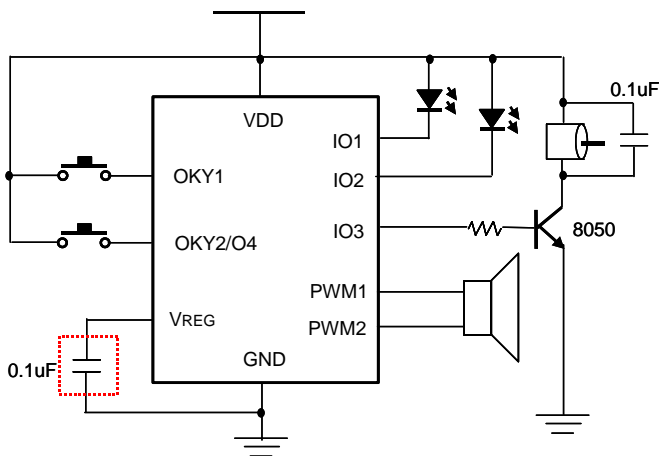 0.1uF
VDD
IO1
OKY1
IO2
OKY2/O4
IO3
8050
PWM1
VREG
PWM2
GND
0.1uF